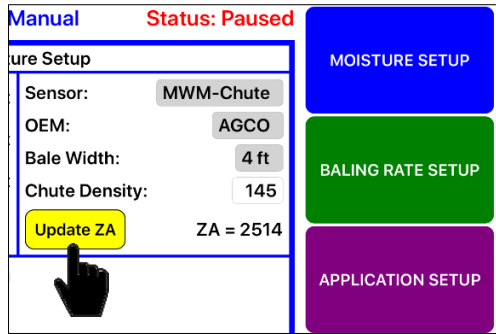 Manual Status: Paused
ure Setup
Sensor: MWM-Chute
OEM: AGCO
Bale Width: 4 ft
Chute Density: 145
Update ZA ZA = 2514
MOISTURE SETUP
BALING RATE SETUP
APPLICATION SETUP